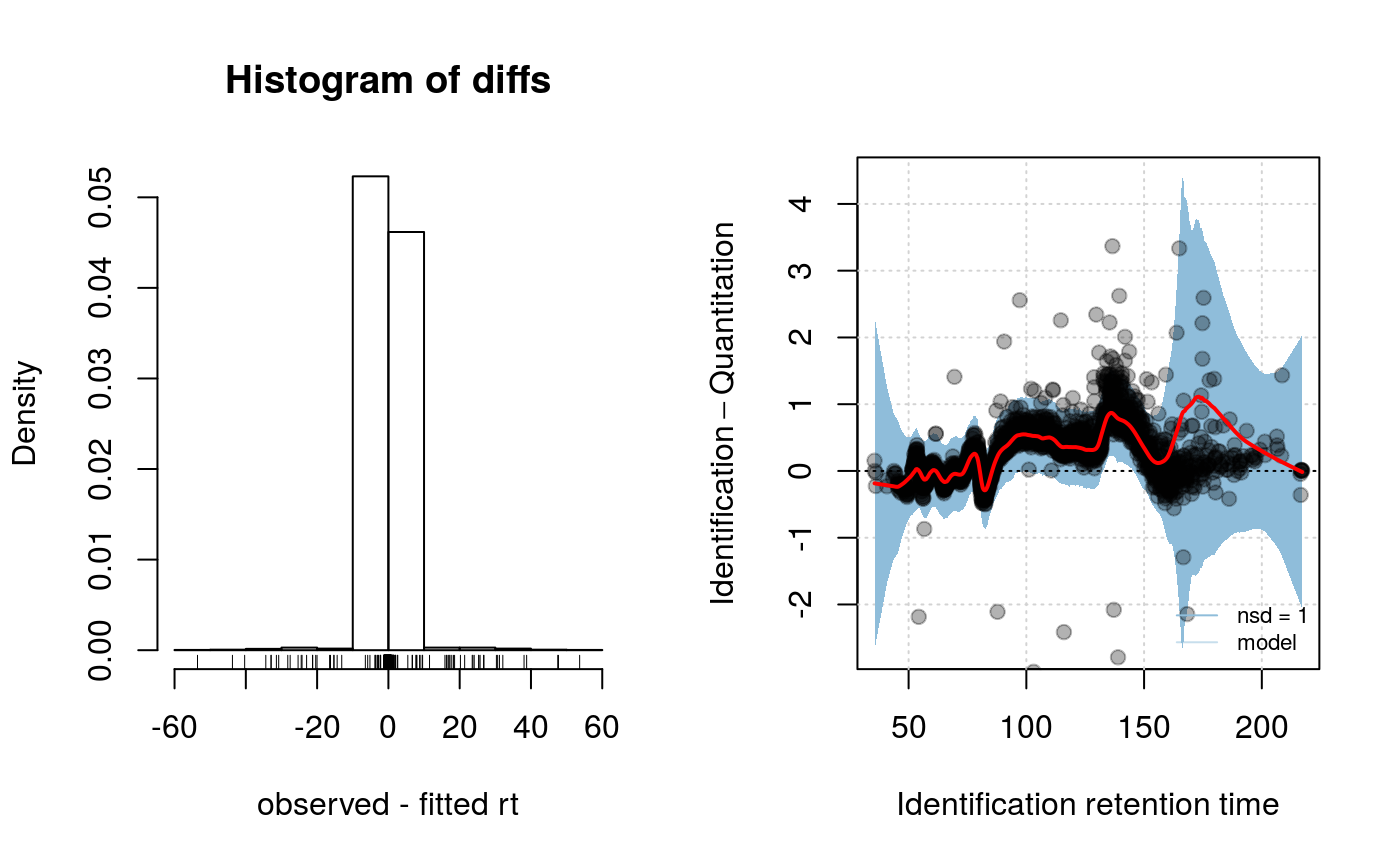 Histogram of diffs
Density
0.00 0.01 0.02 0.03 0.04 0.05
-60 -20 0 20 40 60
observed - fitted rt
Identification − Quantitation
-2 -1 0 1 2 3 4
nsd = 1
model
50 100 150 200
Identification retention time